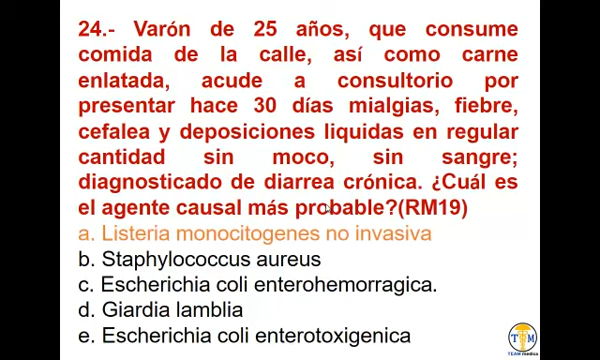 24.- Varón de 25 años, que consume
comida de la calle, así como carne
enlatada, acude a consultorio por
presentar hace 30 días mialgias, fiebre,
cefalea y deposiciones liquidas en regular
cantidad sin moco, sin sangre;
diagnosticado de diarrea crónica. ¿Cuál es
el agente causal más probable?(RM19)
a. Listeria monocitogenes no invasiva
b. Staphylococcus aureus
c. Escherichia coli enterohemorragica.
d. Giardia lamblia
e. Escherichia coli enterotoxigenica
T M
TEAM medica